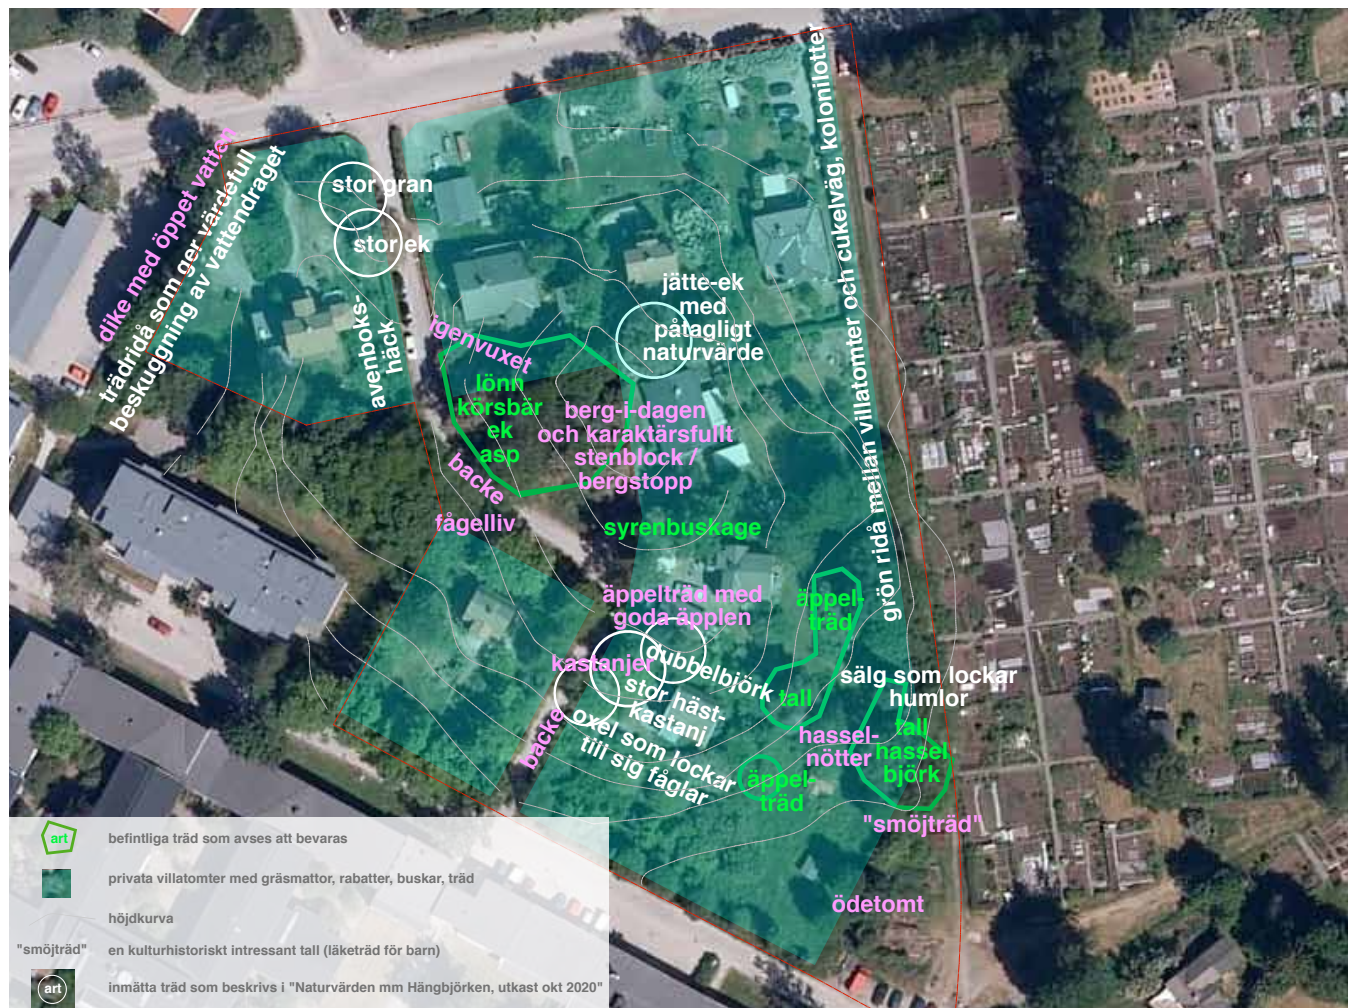 dike med öppet vatten
trädridå som ger värdefull
beskuggning av vattendraget
stor gran
stor ek
avenboks-
häck
grön ridå mellan villatomter och cukelväg, kolonilotter
jätte-ek
med
påtagligt
naturvärde
igenvuxet
lönn
körsbär
ek
asp
berg-i-dagen
och karaktärsfullt
stenblock /
bergstopp
backe
fågelliv
syrenbuskage
äppelträd med
goda äpplen
äppel-
träd
kastanjer
dubbelbjörk
stor häst-
kastanj
oxel som lockar
till sig fåglar
backe
tall
sälg som lockar
humlor
hassel-
nötter
tall
hassel
björk
äppel-
träd
"smöjträd"
ödetomt
art befintliga träd som avses att bevaras
privata villatomter med gräsmattor, rabatter, buskar, träd
höjdkurva
"smöjträd" en kulturhistoriskt intressant tall (läketräd för barn)
art inmätta träd som beskrivs i "Naturvärden mm Hängbjörken, utkast okt 2020"